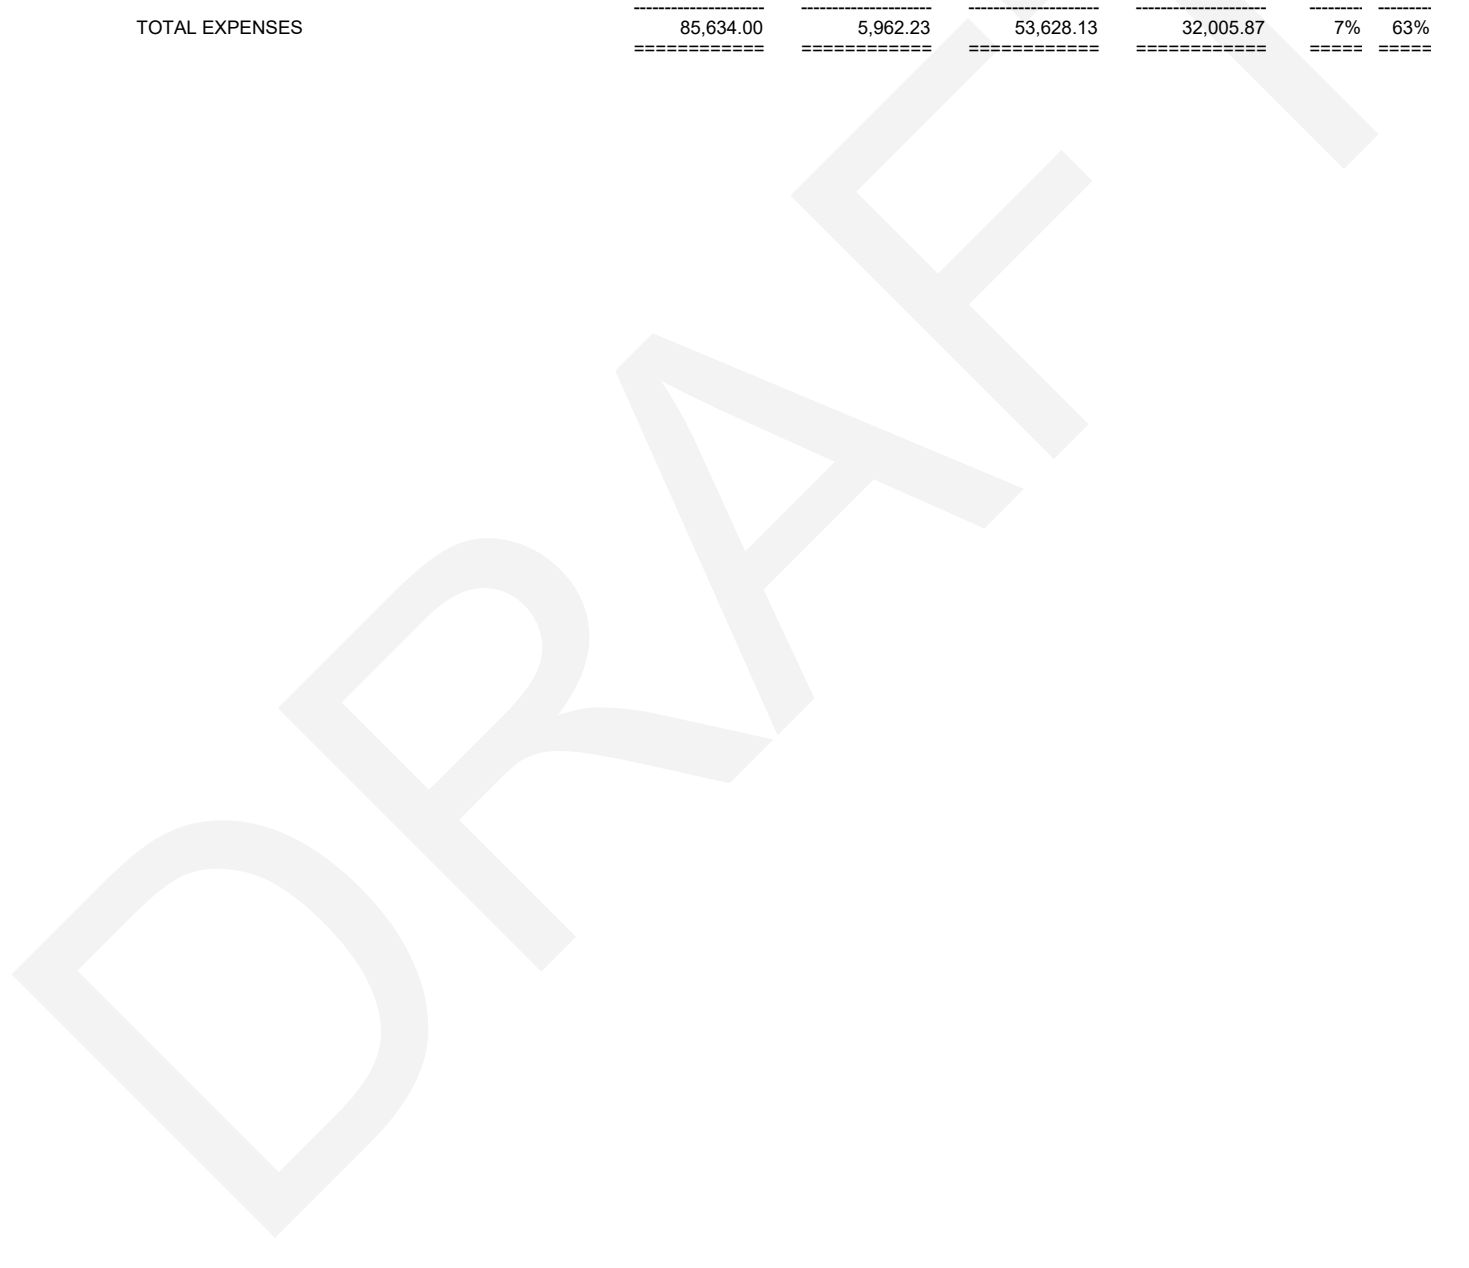 --------------------- --------------------- --------------------- --------------------- --------- ---------
TOTAL EXPENSES 85,634.00 5,962.23 53,628.13 32,005.87 7% 63%
============ ============ ============ ============ ===== =====
DRAFT